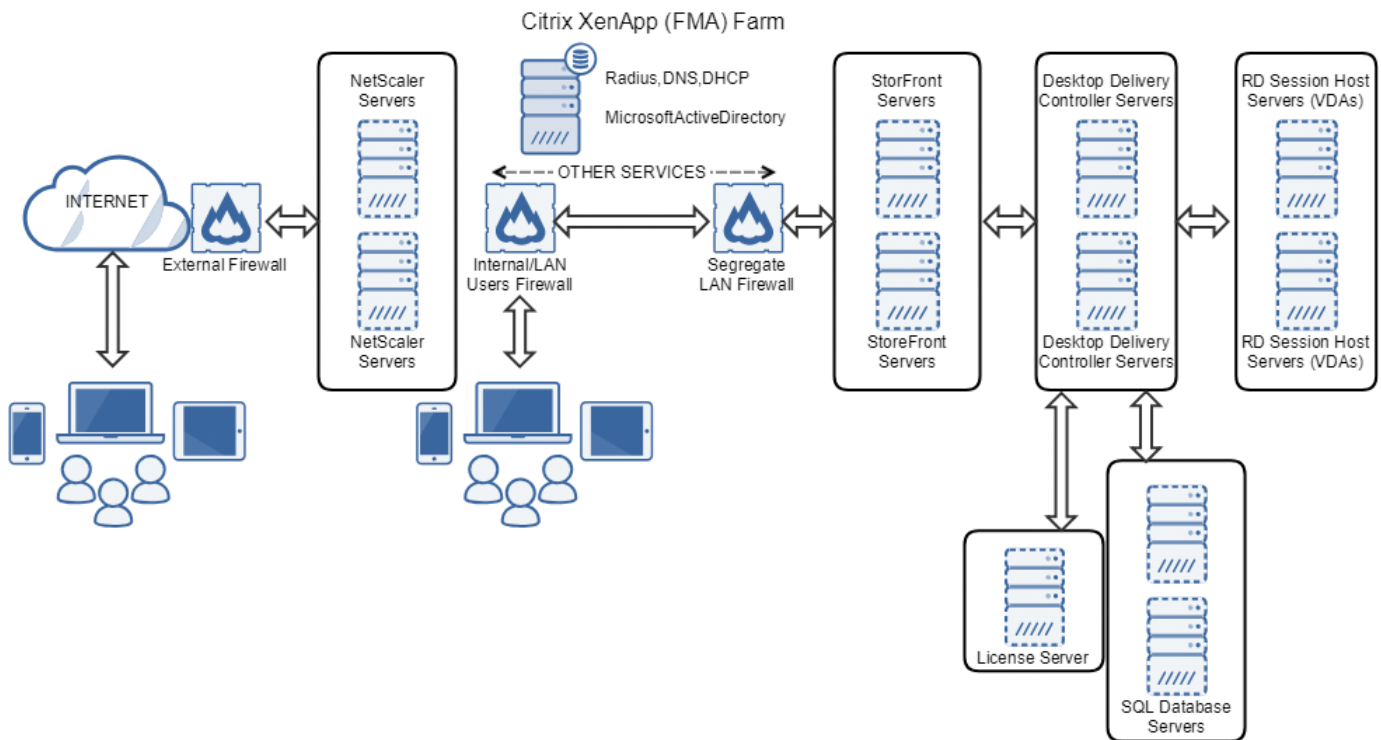 Citrix XenApp (FMA) Farm
NetScaler
Servers
Radius,DNS,DHCP
MicrosoftActiveDirectory
StorFront
Servers
Desktop Delivery
Controller Servers
RD Session Host
Servers (VDAs)
OTHER SERVICES
INTERNET
External Firewall
Internal/LAN
Users Firewall
Segregate
LAN Firewall
NetScaler
Servers
StoreFront
Servers
Desktop Delivery
Controller Servers
RD Session Host
Servers (VDAs)
License Server
SQL Database
Servers